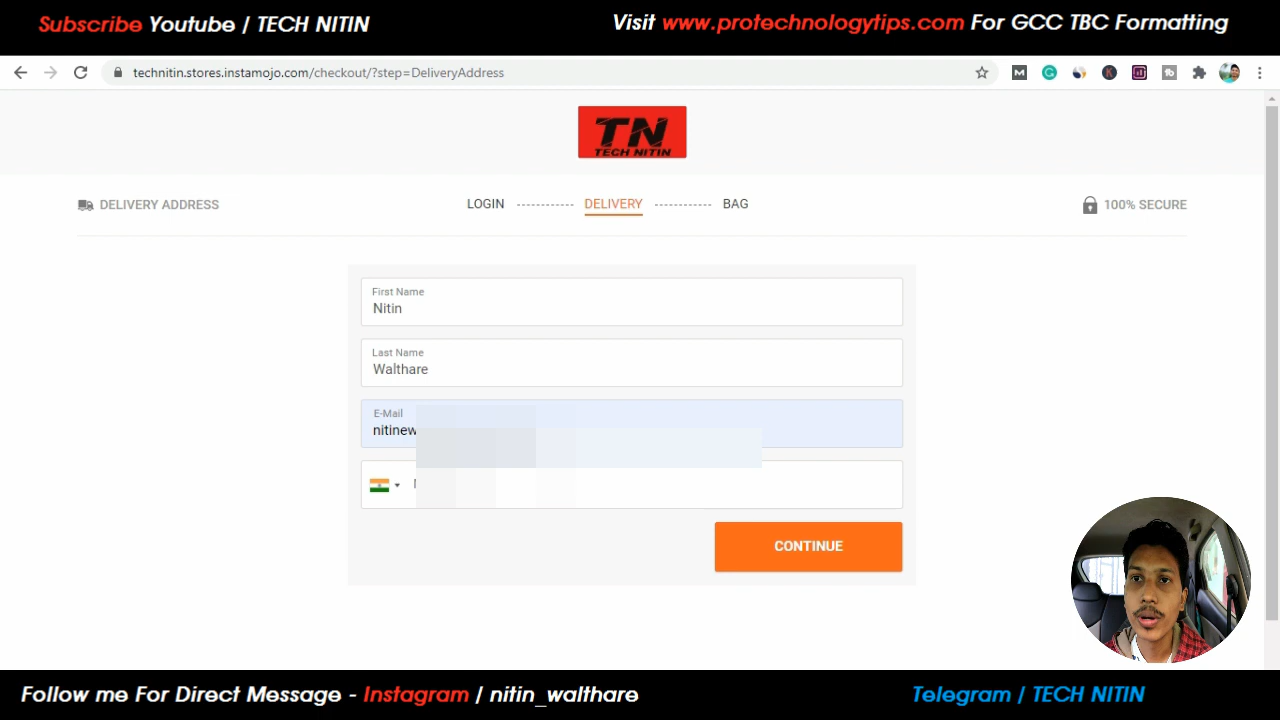 Subscribe Youtube / TECH NITIN
Visit www.protechnologytips.com For GCC TBC Formatting
technitin.stores.instamojo.com/checkout/?step=DeliveryAddress
TN
TECH NITIN
DELIVERY ADDRESS
LOGIN ----------- DELIVERY ----------- BAG
100% SECURE
First Name
Nitin
Last Name
Walthare
E-Mail
nitinew
CONTINUE
Follow me For Direct Message - Instagram / nitin_walthare
Telegram / TECH NITIN